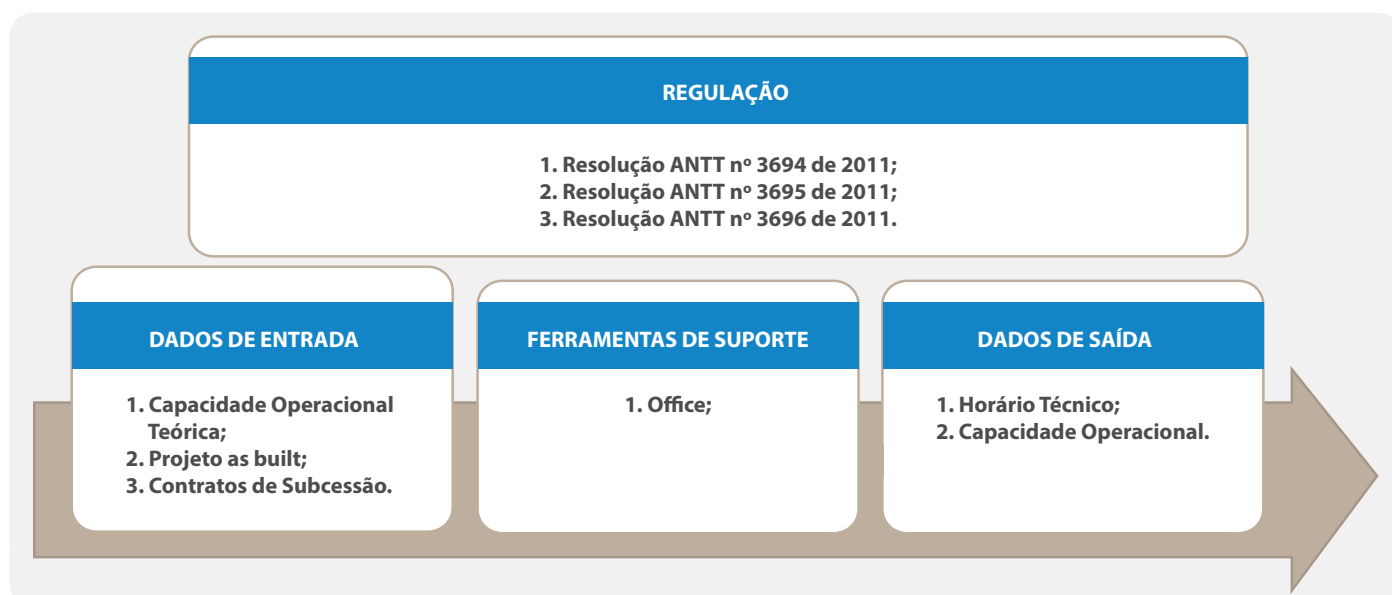 REGULAÇÃO
1. Resolução ANTT nº 3694 de 2011;
2. Resolução ANTT nº 3695 de 2011;
3. Resolução ANTT nº 3696 de 2011.
DADOS DE ENTRADA
1. Capacidade Operacional
Teórica;
2. Projeto as built;
3. Contratos de Subcessão.
FERRAMENTAS DE SUPORTE
1. Office;
DADOS DE SAÍDA
1. Horário Técnico;
2. Capacidade Operacional.